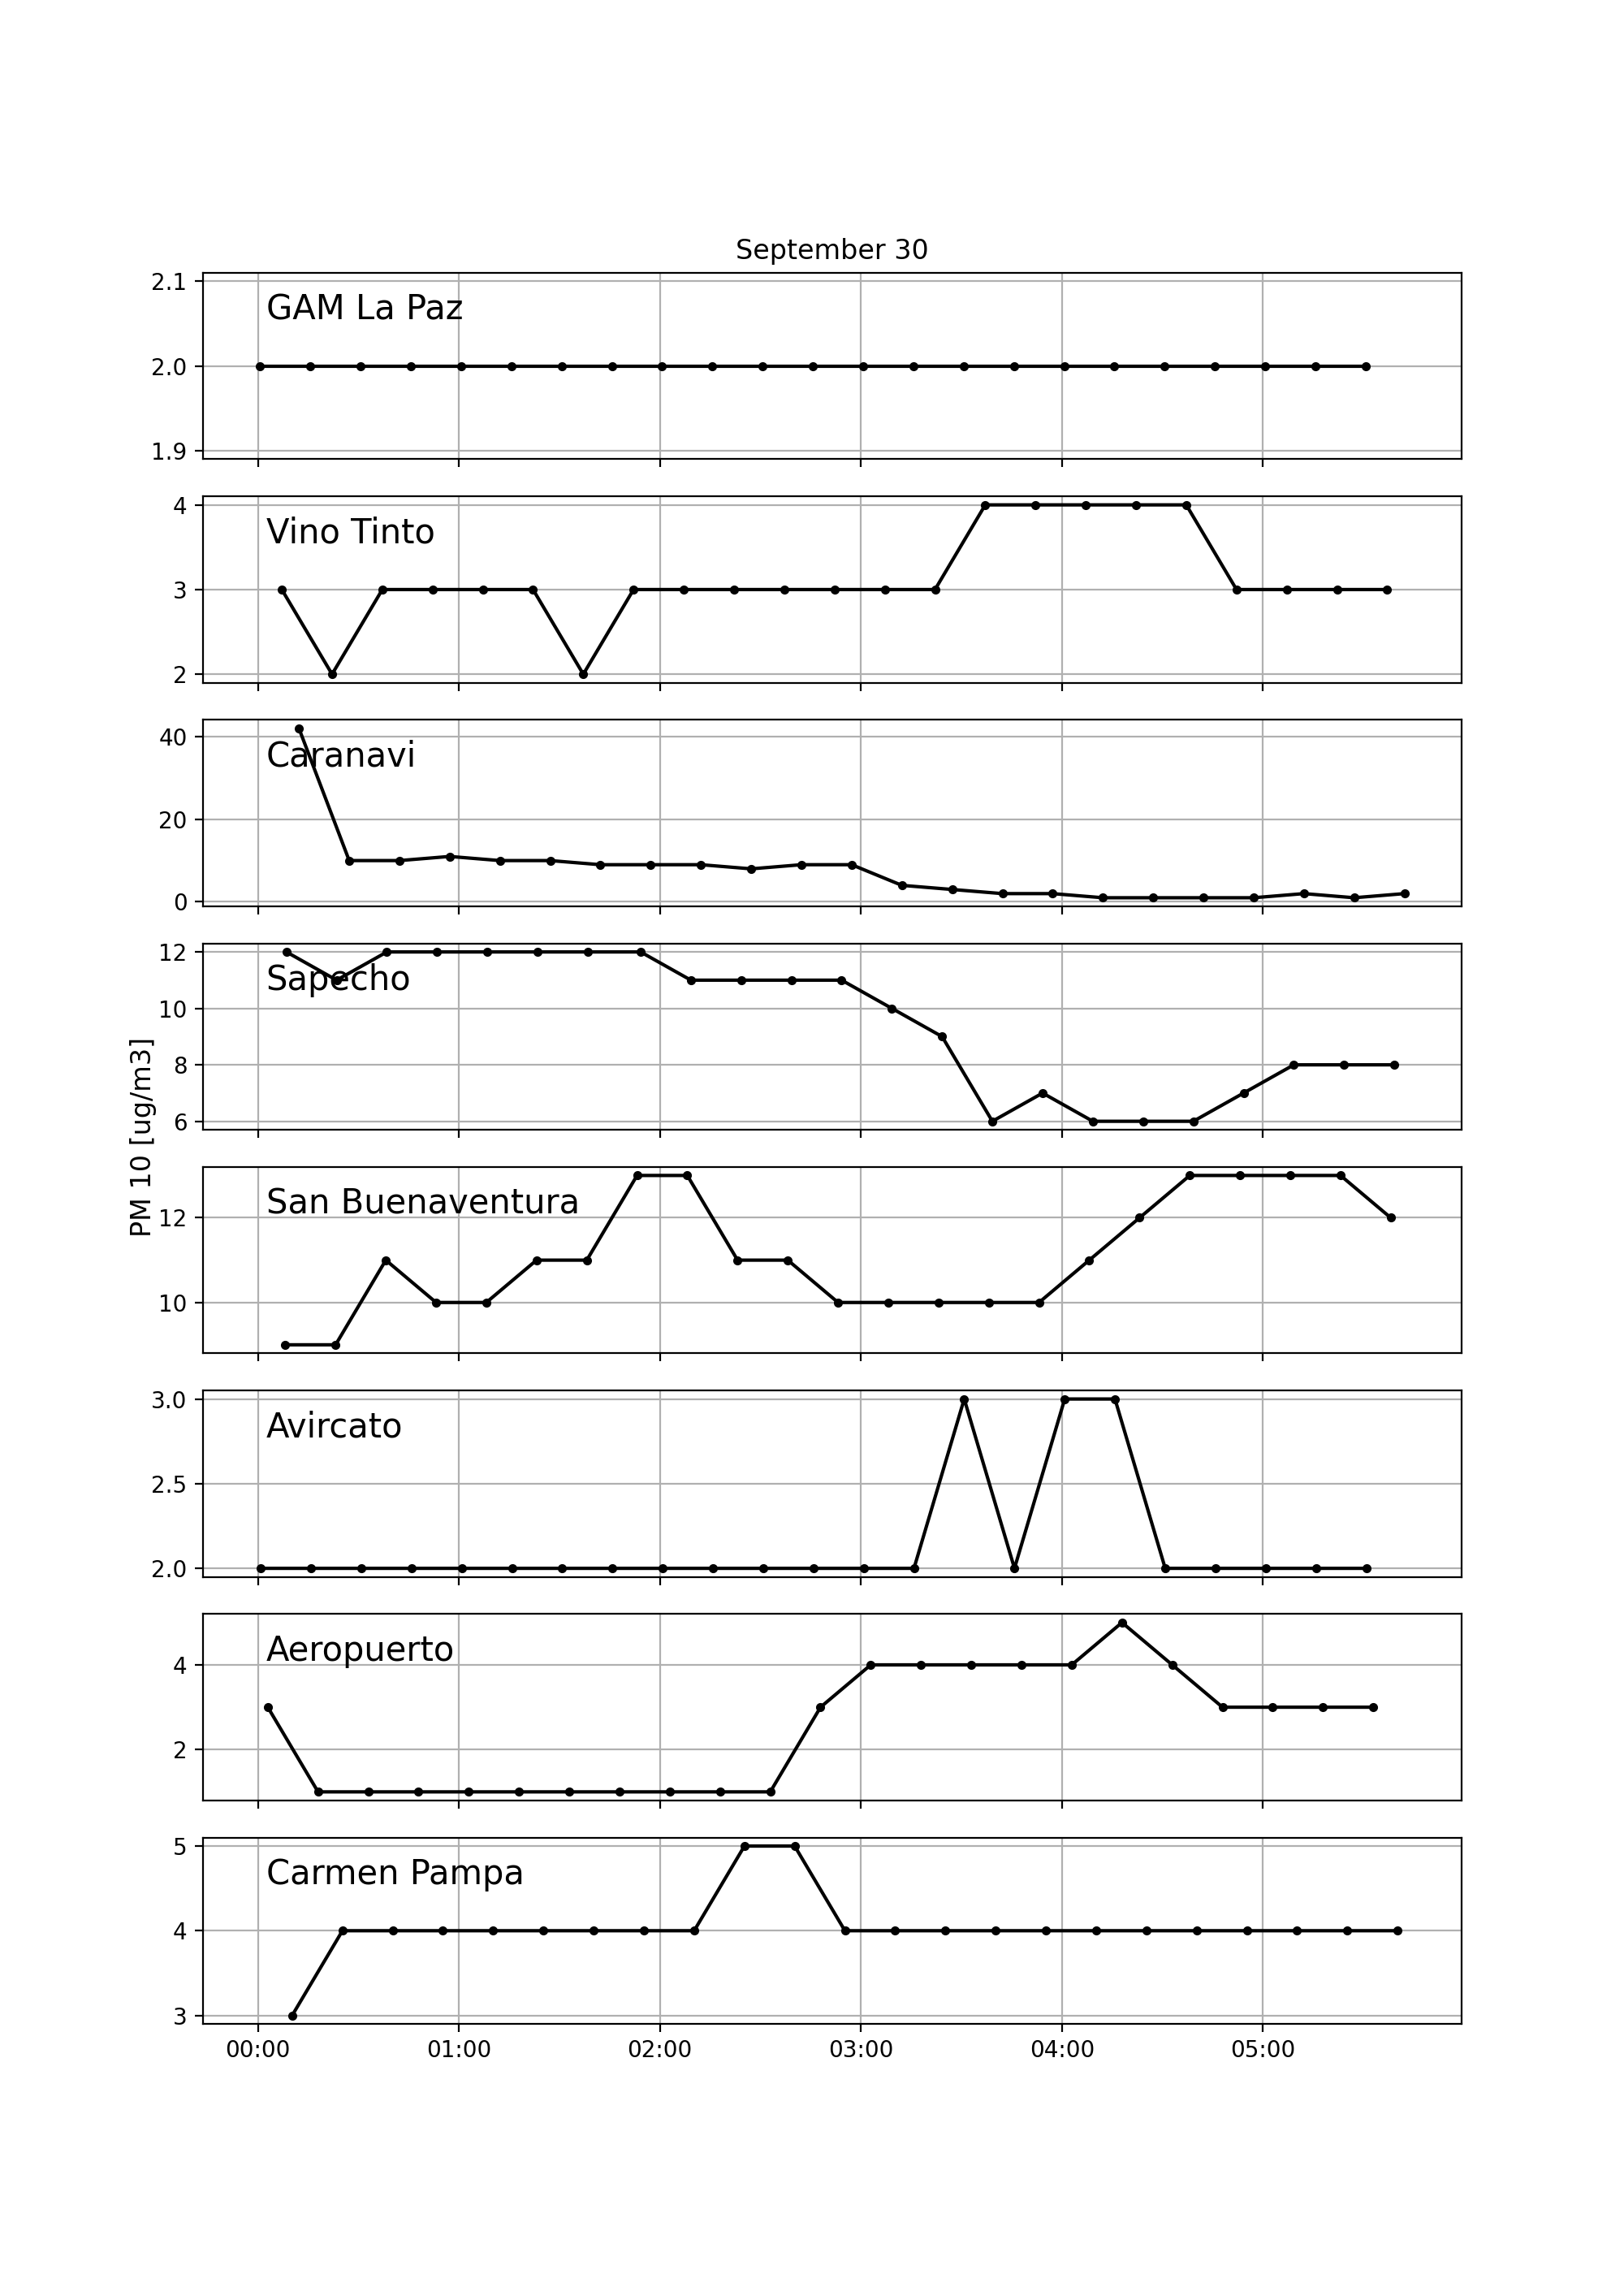 September 30
2.1
GAM La Paz
2.0
1.9
4
Vino Tinto
3
2
40
Caranavi
20
0
12
Sapecho
10
8
6
PM 10 [ug/m3]
San Buenaventura
12
10
3.0
Avircato
2.5
2.0
Aeropuerto
4
2
5
Carmen Pampa
4
3
00:00 01:00 02:00 03:00 04:00 05:00